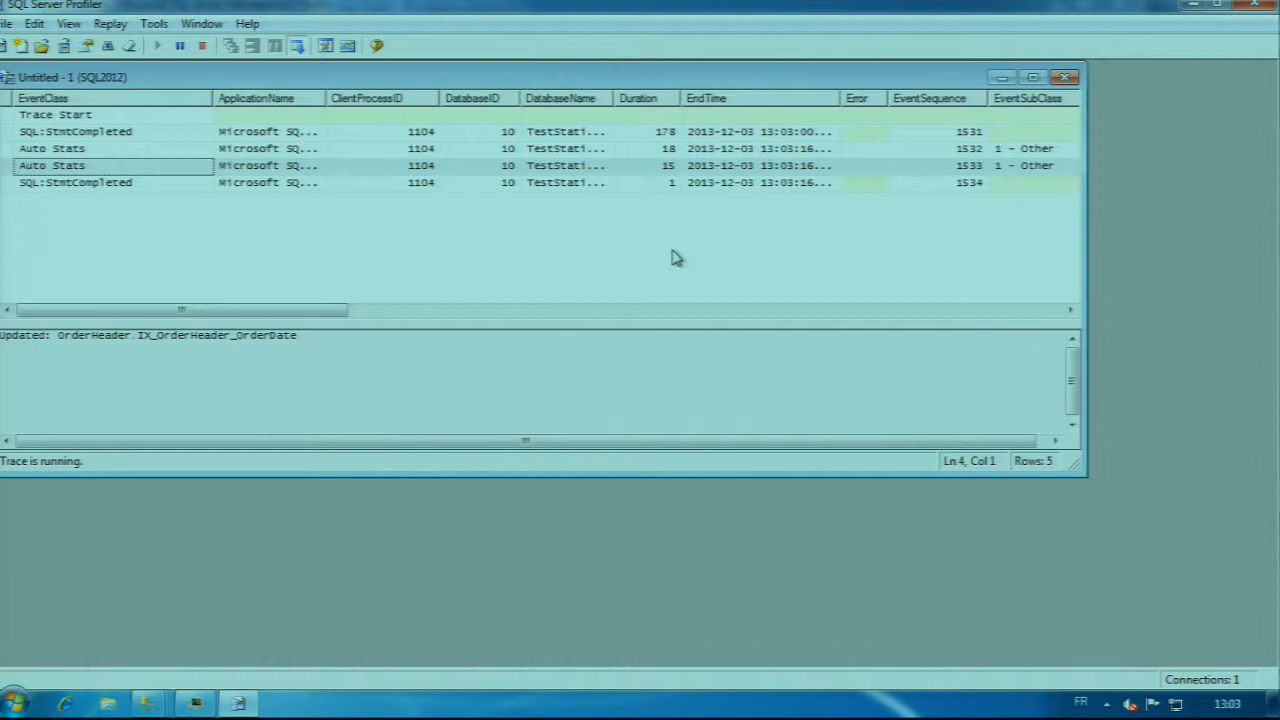 SQL Server Profiler
File Edit View Replay Tools Window Help
Untitled - 1 (SQL2012)
EventClass ApplicationName ClientProcessID DatabaseID DatabaseName Duration EndTime Error EventSequence EventSubClass
Trace Start
SQL:StmtCompleted Microsoft SQ... 1104 10 TestStati... 178 2013-12-03 13:03:00... 1531
Auto Stats Microsoft SQ... 1104 10 TestStati... 18 2013-12-03 13:03:16... 1532 1 - Other
Auto Stats Microsoft SQ... 1104 10 TestStati... 15 2013-12-03 13:03:16... 1533 1 - Other
SQL:StmtCompleted Microsoft SQ... 1104 10 TestStati... 1 2013-12-03 13:03:16... 1534
Updated: OrderHeader.IX_OrderHeader_OrderDate
Trace is running. Ln 4, Col 1 Rows: 5
Connections: 1
FR 13:03